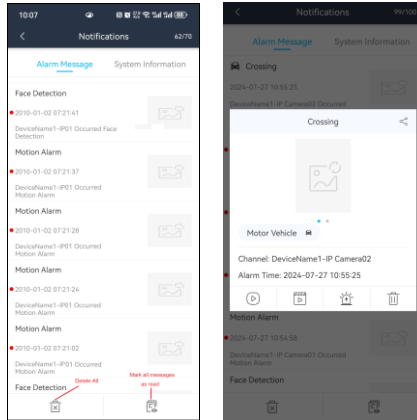 10:07
Notifications
62/70
Alarm Message
System Information
Face Detection
2010-01-02 07:21:41
DeviceName1-IP01 Occurred Face
Detection
Motion Alarm
2010-01-02 07:21:37
DeviceName1-IP01 Occurred
Motion Alarm
Motion Alarm
2010-01-02 07:21:28
DeviceName1-IP01 Occurred
Motion Alarm
Motion Alarm
2010-01-02 07:21:24
DeviceName1-IP01 Occurred
Motion Alarm
Motion Alarm
2010-01-02 07:21:02
DeviceName1-IP01 Occurred
Motion Alarm
Face Detection
Delete All
Mark all messages
as read
Notifications
99/100
Alarm Message
System Information
Crossing
2024-07-27 10:55:25
DeviceName1-IP Camera02 Occurred
Crossing
Motor Vehicle
Channel: DeviceName1-IP Camera02
Alarm Time: 2024-07-27 10:55:25
Motion Alarm
2024-07-27 10:54:58
DeviceName1-IP Camera01 Occurred
Motion Alarm
Face Detection